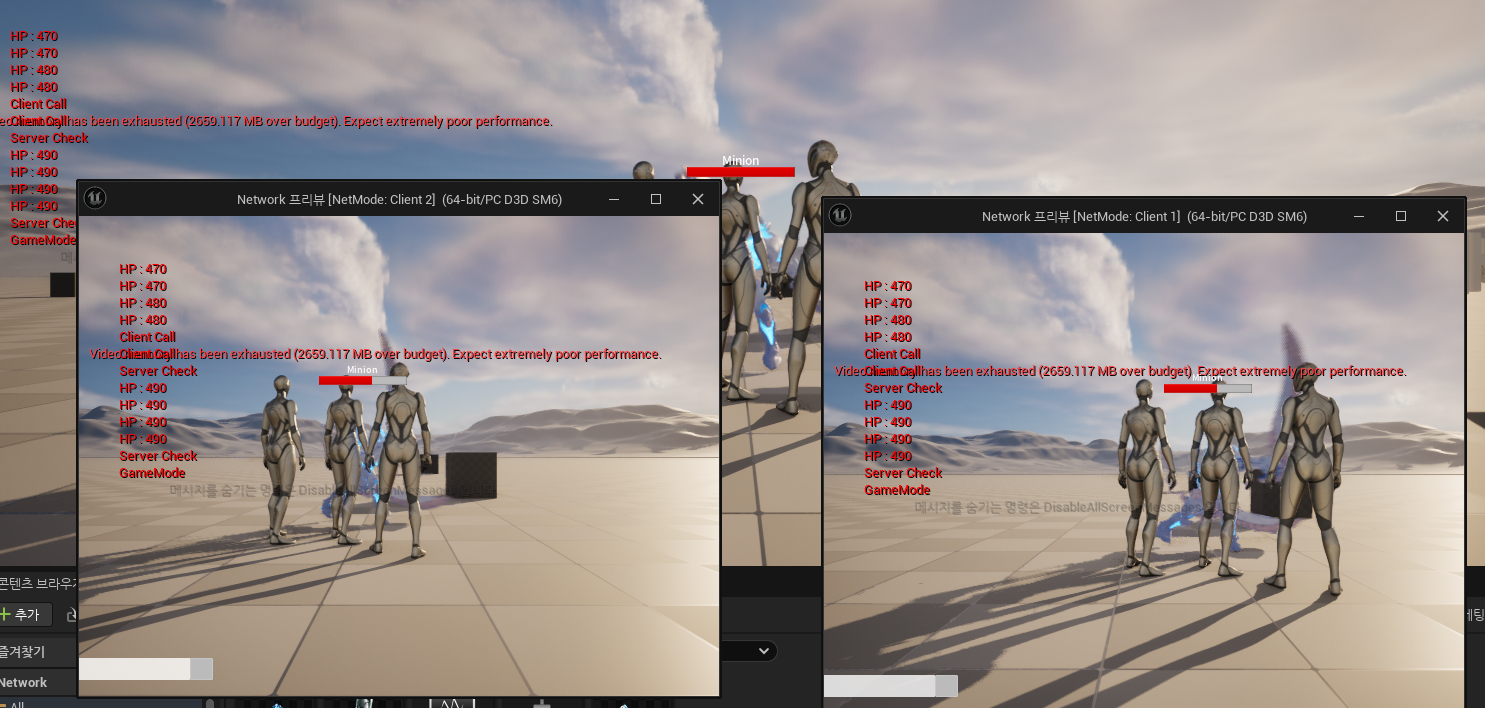 HP : 470
HP : 470
HP : 480
HP : 480
Client Call
has been exhausted (2659.117 MB over budget). Expect extremely poor performance.
Server Check
HP : 490
HP : 490
HP : 490
HP : 490
Server Che
GameMode
Minion
Network 프리뷰 [NetMode: Client 2] (64-bit/PC D3D SM6)
HP : 470
HP : 470
HP : 480
HP : 480
Client Call
Video has been exhausted (2659.117 MB over budget). Expect extremely poor performance.
Server Check
Minion
HP : 490
HP : 490
HP : 490
HP : 490
Server Check
GameMode
메시지를 숨기는 명령은 DisableAllScreenMessages
Network 프리뷰 [NetMode: Client 1] (64-bit/PC D3D SM6)
HP : 470
HP : 470
HP : 480
HP : 480
Client Call
Video has been exhausted (2659.117 MB over budget). Expect extremely poor performance.
Minion
Server Check
HP : 490
HP : 490
HP : 490
HP : 490
Server Check
GameMode
메시지를 숨기는 명령은 DisableAllScreenMessages
콘텐츠 브라우저
추가
즐겨찾기
Network
All